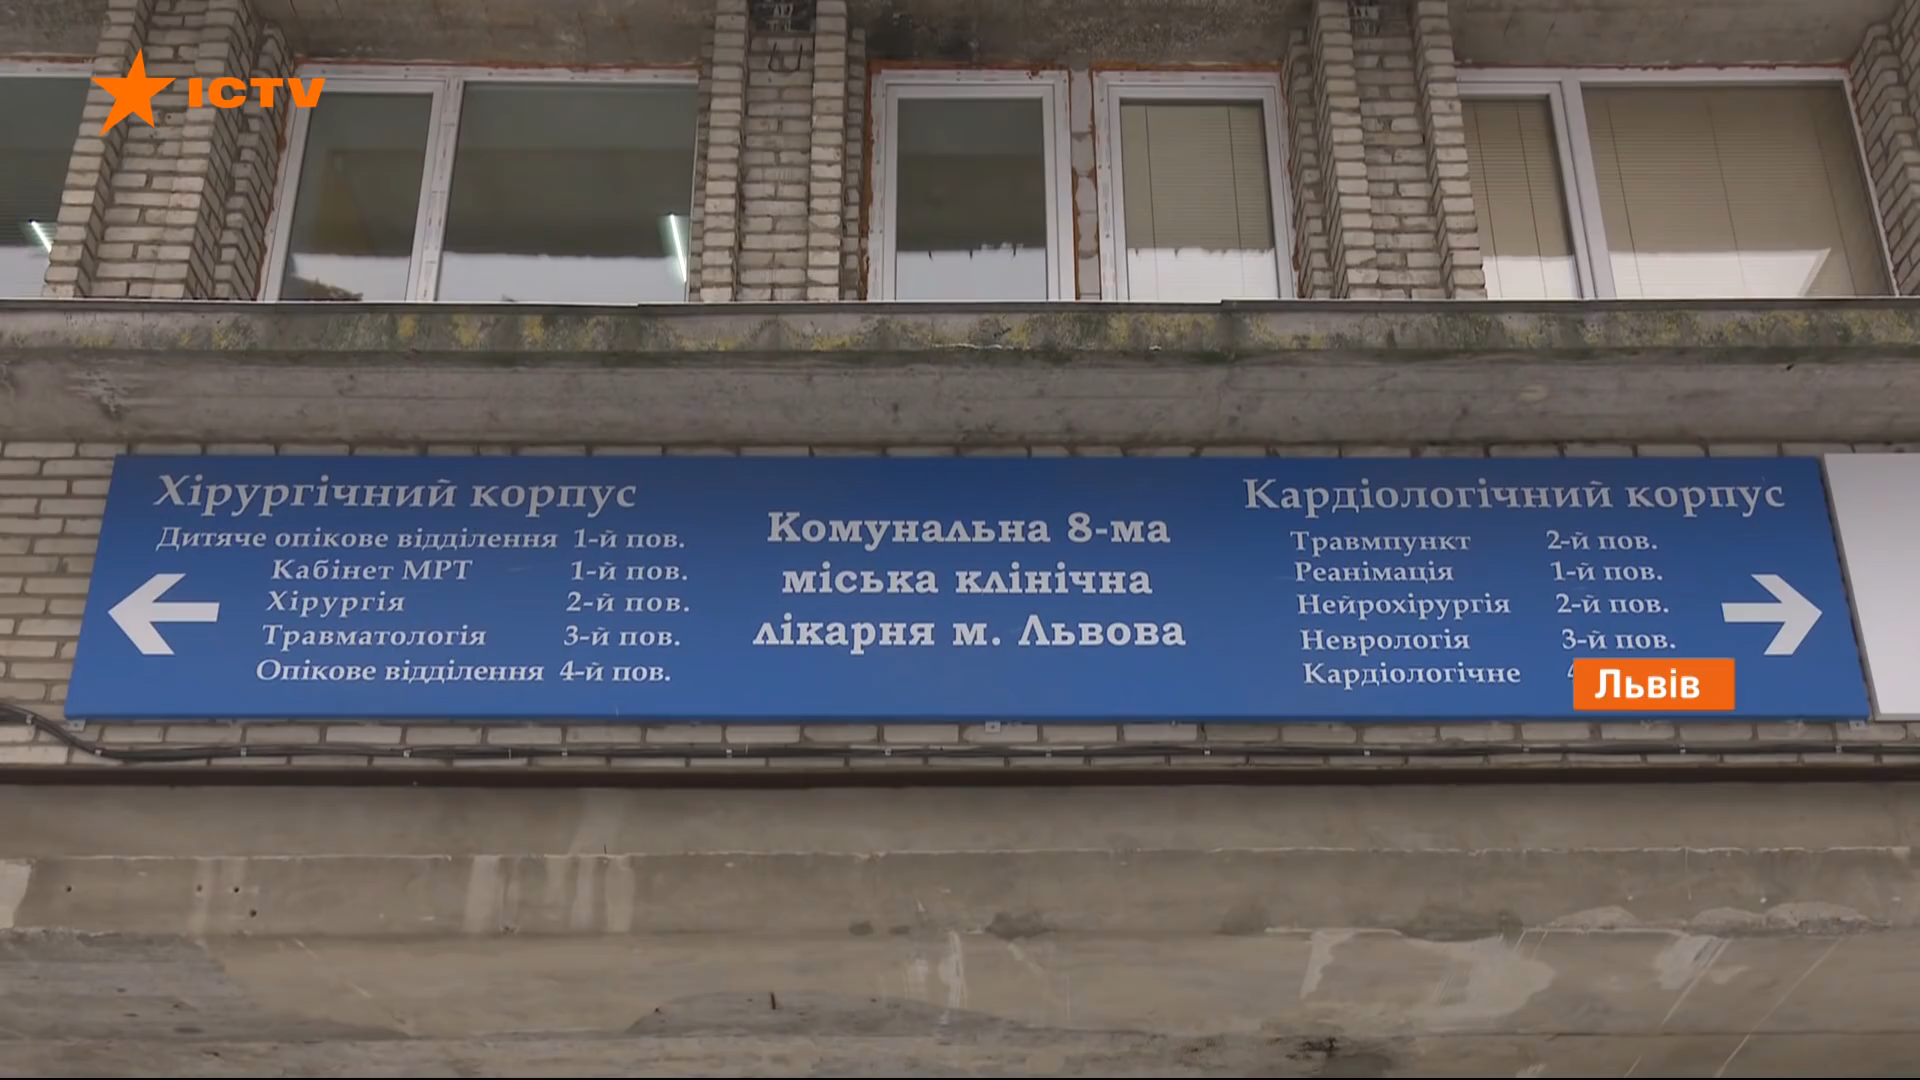 ICTV
Хірургічний корпус
Дитяче опікове відділення 1-й пов.
Кабінет МРТ 1-й пов.
Хірургія 2-й пов.
Травматологія 3-й пов.
Опікове відділення 4-й пов.
Комунальна 8-ма
міська клінічна
лікарня м. Львова
Кардіологічний корпус
Травмпункт 2-й пов.
Реанімація 1-й пов.
Нейрохірургія 2-й пов.
Неврологія 3-й пов.
Кардіологічне
Львів